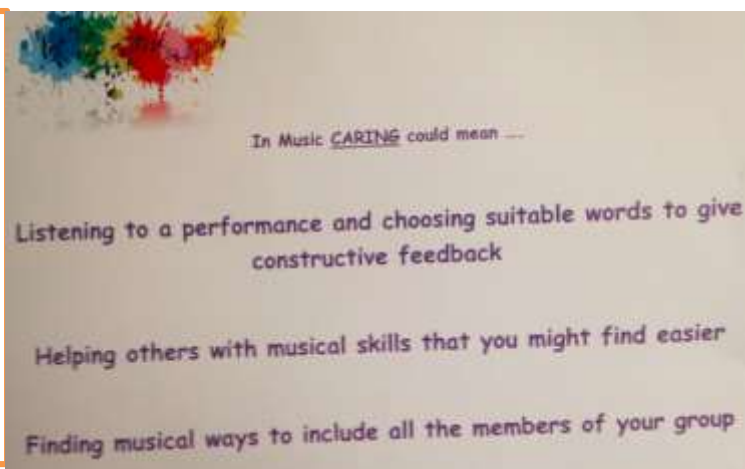 In Music CARING could mean ....
Listening to a performance and choosing suitable words to give
constructive feedback
Helping others with musical skills that you might find easier
Finding musical ways to include all the members of your group